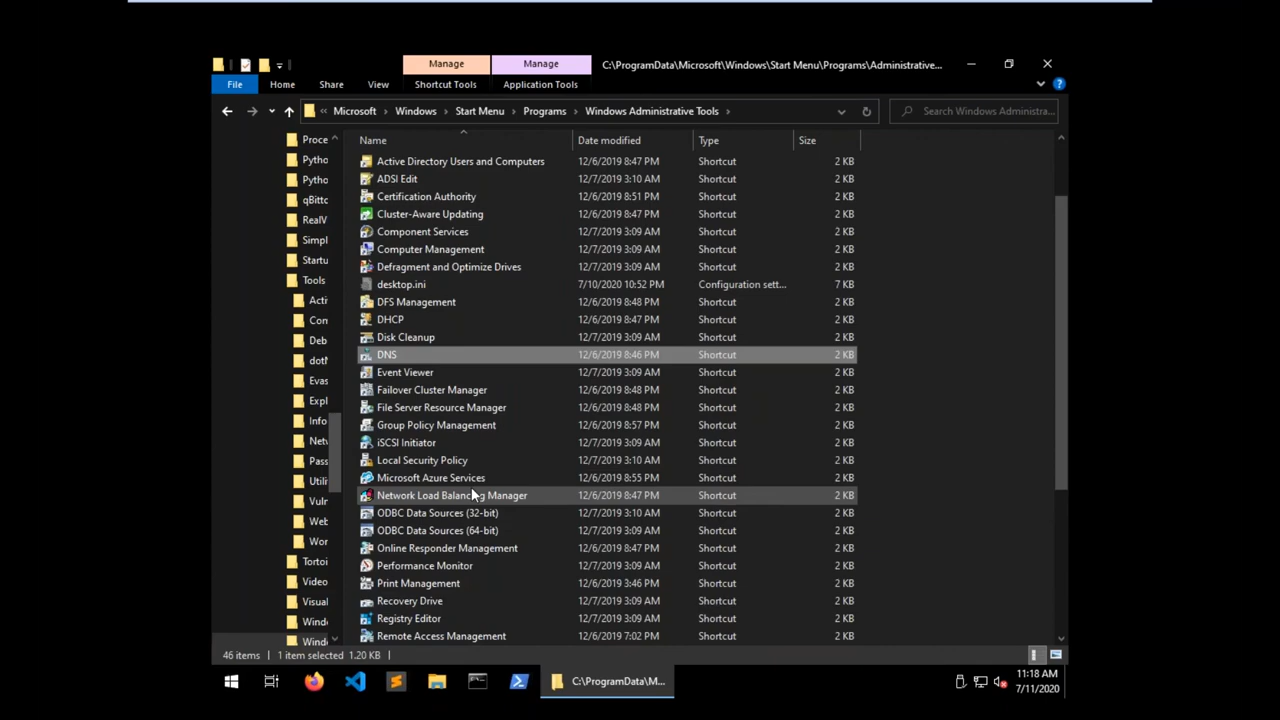 Manage
Manage
C:\ProgramData\Microsoft\Windows\Start Menu\Programs\Administrative...
File
Home
Share
View
Shortcut Tools
Application Tools
« Microsoft > Windows > Start Menu > Programs > Windows Administrative Tools >
Search Windows Administra...
Name
Date modified
Type
Size
Proce
Pytho
Pytho
qBittc
RealV
Simpl
Startu
Tools
Acti
Con
Deb
dotN
Evas
Expl
Info
Netv
Pass
Utili
Vuln
Web
Wor
Tortoi
Video
Visual
Windo
Windo
Active Directory Users and Computers 12/6/2019 8:47 PM Shortcut 2 KB
ADSI Edit 12/7/2019 3:10 AM Shortcut 2 KB
Certification Authority 12/6/2019 8:51 PM Shortcut 2 KB
Cluster-Aware Updating 12/6/2019 8:47 PM Shortcut 2 KB
Component Services 12/7/2019 3:09 AM Shortcut 2 KB
Computer Management 12/7/2019 3:09 AM Shortcut 2 KB
Defragment and Optimize Drives 12/7/2019 3:09 AM Shortcut 2 KB
desktop.ini 7/10/2020 10:52 PM Configuration sett... 7 KB
DFS Management 12/6/2019 8:48 PM Shortcut 2 KB
DHCP 12/6/2019 8:47 PM Shortcut 2 KB
Disk Cleanup 12/7/2019 3:09 AM Shortcut 2 KB
DNS 12/6/2019 8:46 PM Shortcut 2 KB
Event Viewer 12/7/2019 3:09 AM Shortcut 2 KB
Failover Cluster Manager 12/6/2019 8:48 PM Shortcut 2 KB
File Server Resource Manager 12/6/2019 8:48 PM Shortcut 2 KB
Group Policy Management 12/6/2019 8:57 PM Shortcut 2 KB
iSCSI Initiator 12/7/2019 3:09 AM Shortcut 2 KB
Local Security Policy 12/7/2019 3:10 AM Shortcut 2 KB
Microsoft Azure Services 12/6/2019 8:55 PM Shortcut 2 KB
Network Load Balancing Manager 12/6/2019 8:47 PM Shortcut 2 KB
ODBC Data Sources (32-bit) 12/7/2019 3:10 AM Shortcut 2 KB
ODBC Data Sources (64-bit) 12/7/2019 3:09 AM Shortcut 2 KB
Online Responder Management 12/6/2019 8:47 PM Shortcut 2 KB
Performance Monitor 12/7/2019 3:09 AM Shortcut 2 KB
Print Management 12/6/2019 3:46 PM Shortcut 2 KB
Recovery Drive 12/7/2019 3:09 AM Shortcut 2 KB
Registry Editor 12/7/2019 3:09 AM Shortcut 2 KB
Remote Access Management 12/6/2019 7:02 PM Shortcut 2 KB
46 items
1 item selected 1.20 KB
C:\ProgramData\M...
11:18 AM
7/11/2020